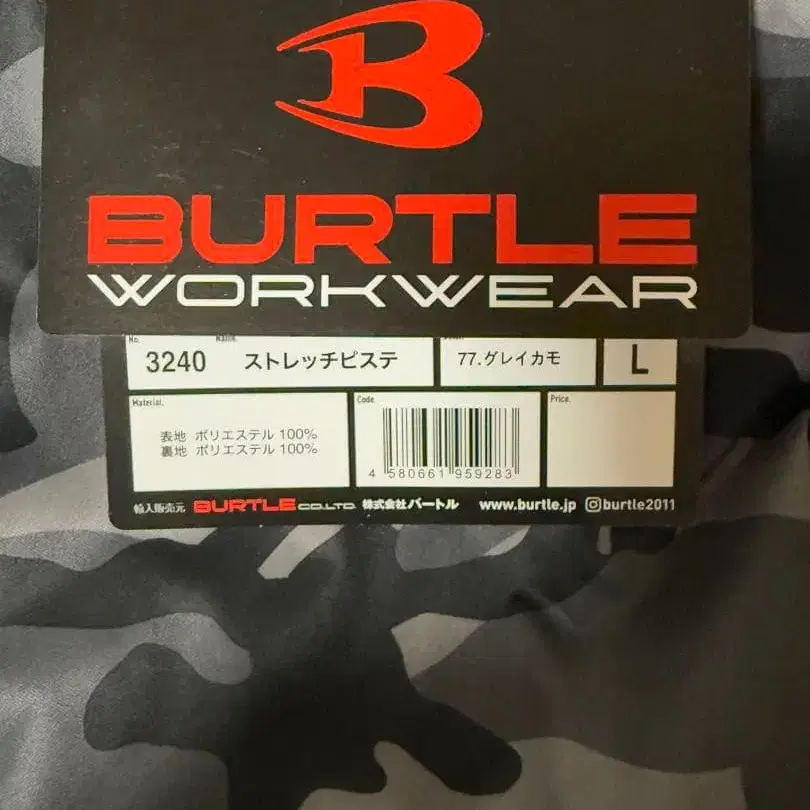 BURTLE
WORKWEAR
No. Name.
3240 ストレッチピステ 77.グレイカモ L
Material. Code. Price.
表地 ポリエステル 100%
裏地 ポリエステル 100%
4 580661 959283
輸入販売元 BURTLE CO.,LTD. 株式会社バートル www.burtle.jp burtle2011